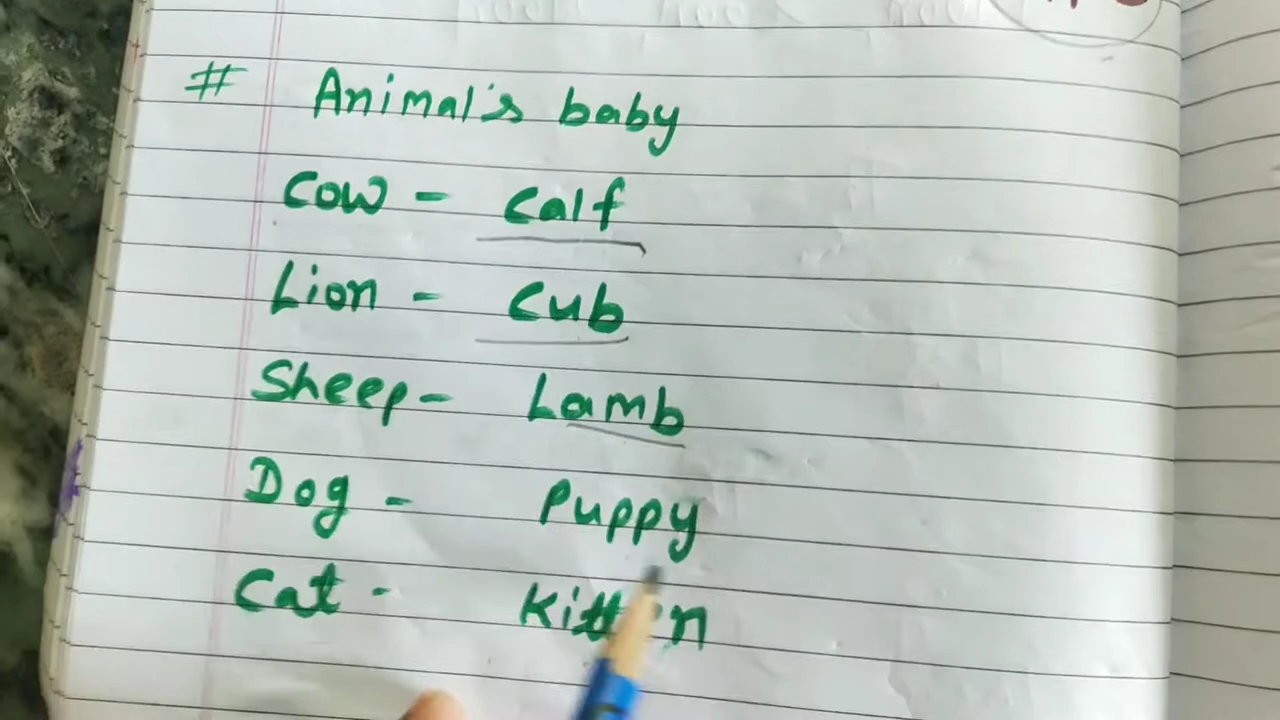 # Animal's baby
Cow - Calf
Lion - Cub
Sheep - Lamb
Dog - Puppy
Cat - Kitten